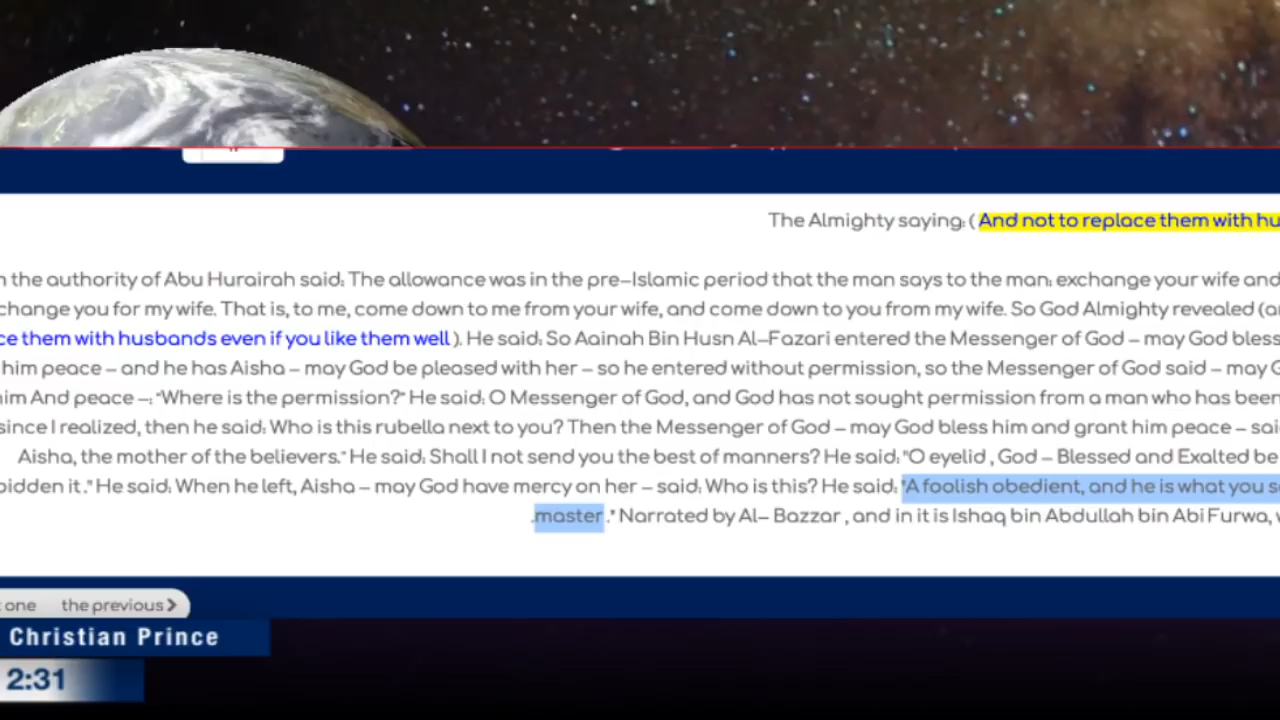 The Almighty saying: ( And not to replace them with hu
the authority of Abu Hurairah said: The allowance was in the pre-Islamic period that the man says to the man: exchange your wife and
change you for my wife. That is, to me, come down to me from your wife, and come down to you from my wife. So God Almighty revealed (a
ce them with husbands even if you like them well ). He said: So Aainah Bin Husn Al-Fazari entered the Messenger of God – may God bless
him peace – and he has Aisha – may God be pleased with her – so he entered without permission, so the Messenger of God said – may G
im And peace –: "Where is the permission?" He said: O Messenger of God, and God has not sought permission from a man who has been
since I realized, then he said: Who is this rubella next to you? Then the Messenger of God – may God bless him and grant him peace – sai
Aisha, the mother of the believers." He said: Shall I not send you the best of manners? He said: "O eyelid , God – Blessed and Exalted be
bidden it ." He said: When he left, Aisha – may God have mercy on her – said: Who is this? He said: "A foolish obedient, and he is what you s
.master ." Narrated by Al– Bazzar , and in it is Ishaq bin Abdullah bin Abi Furwa,
one the previous
Christian Prince
2:31